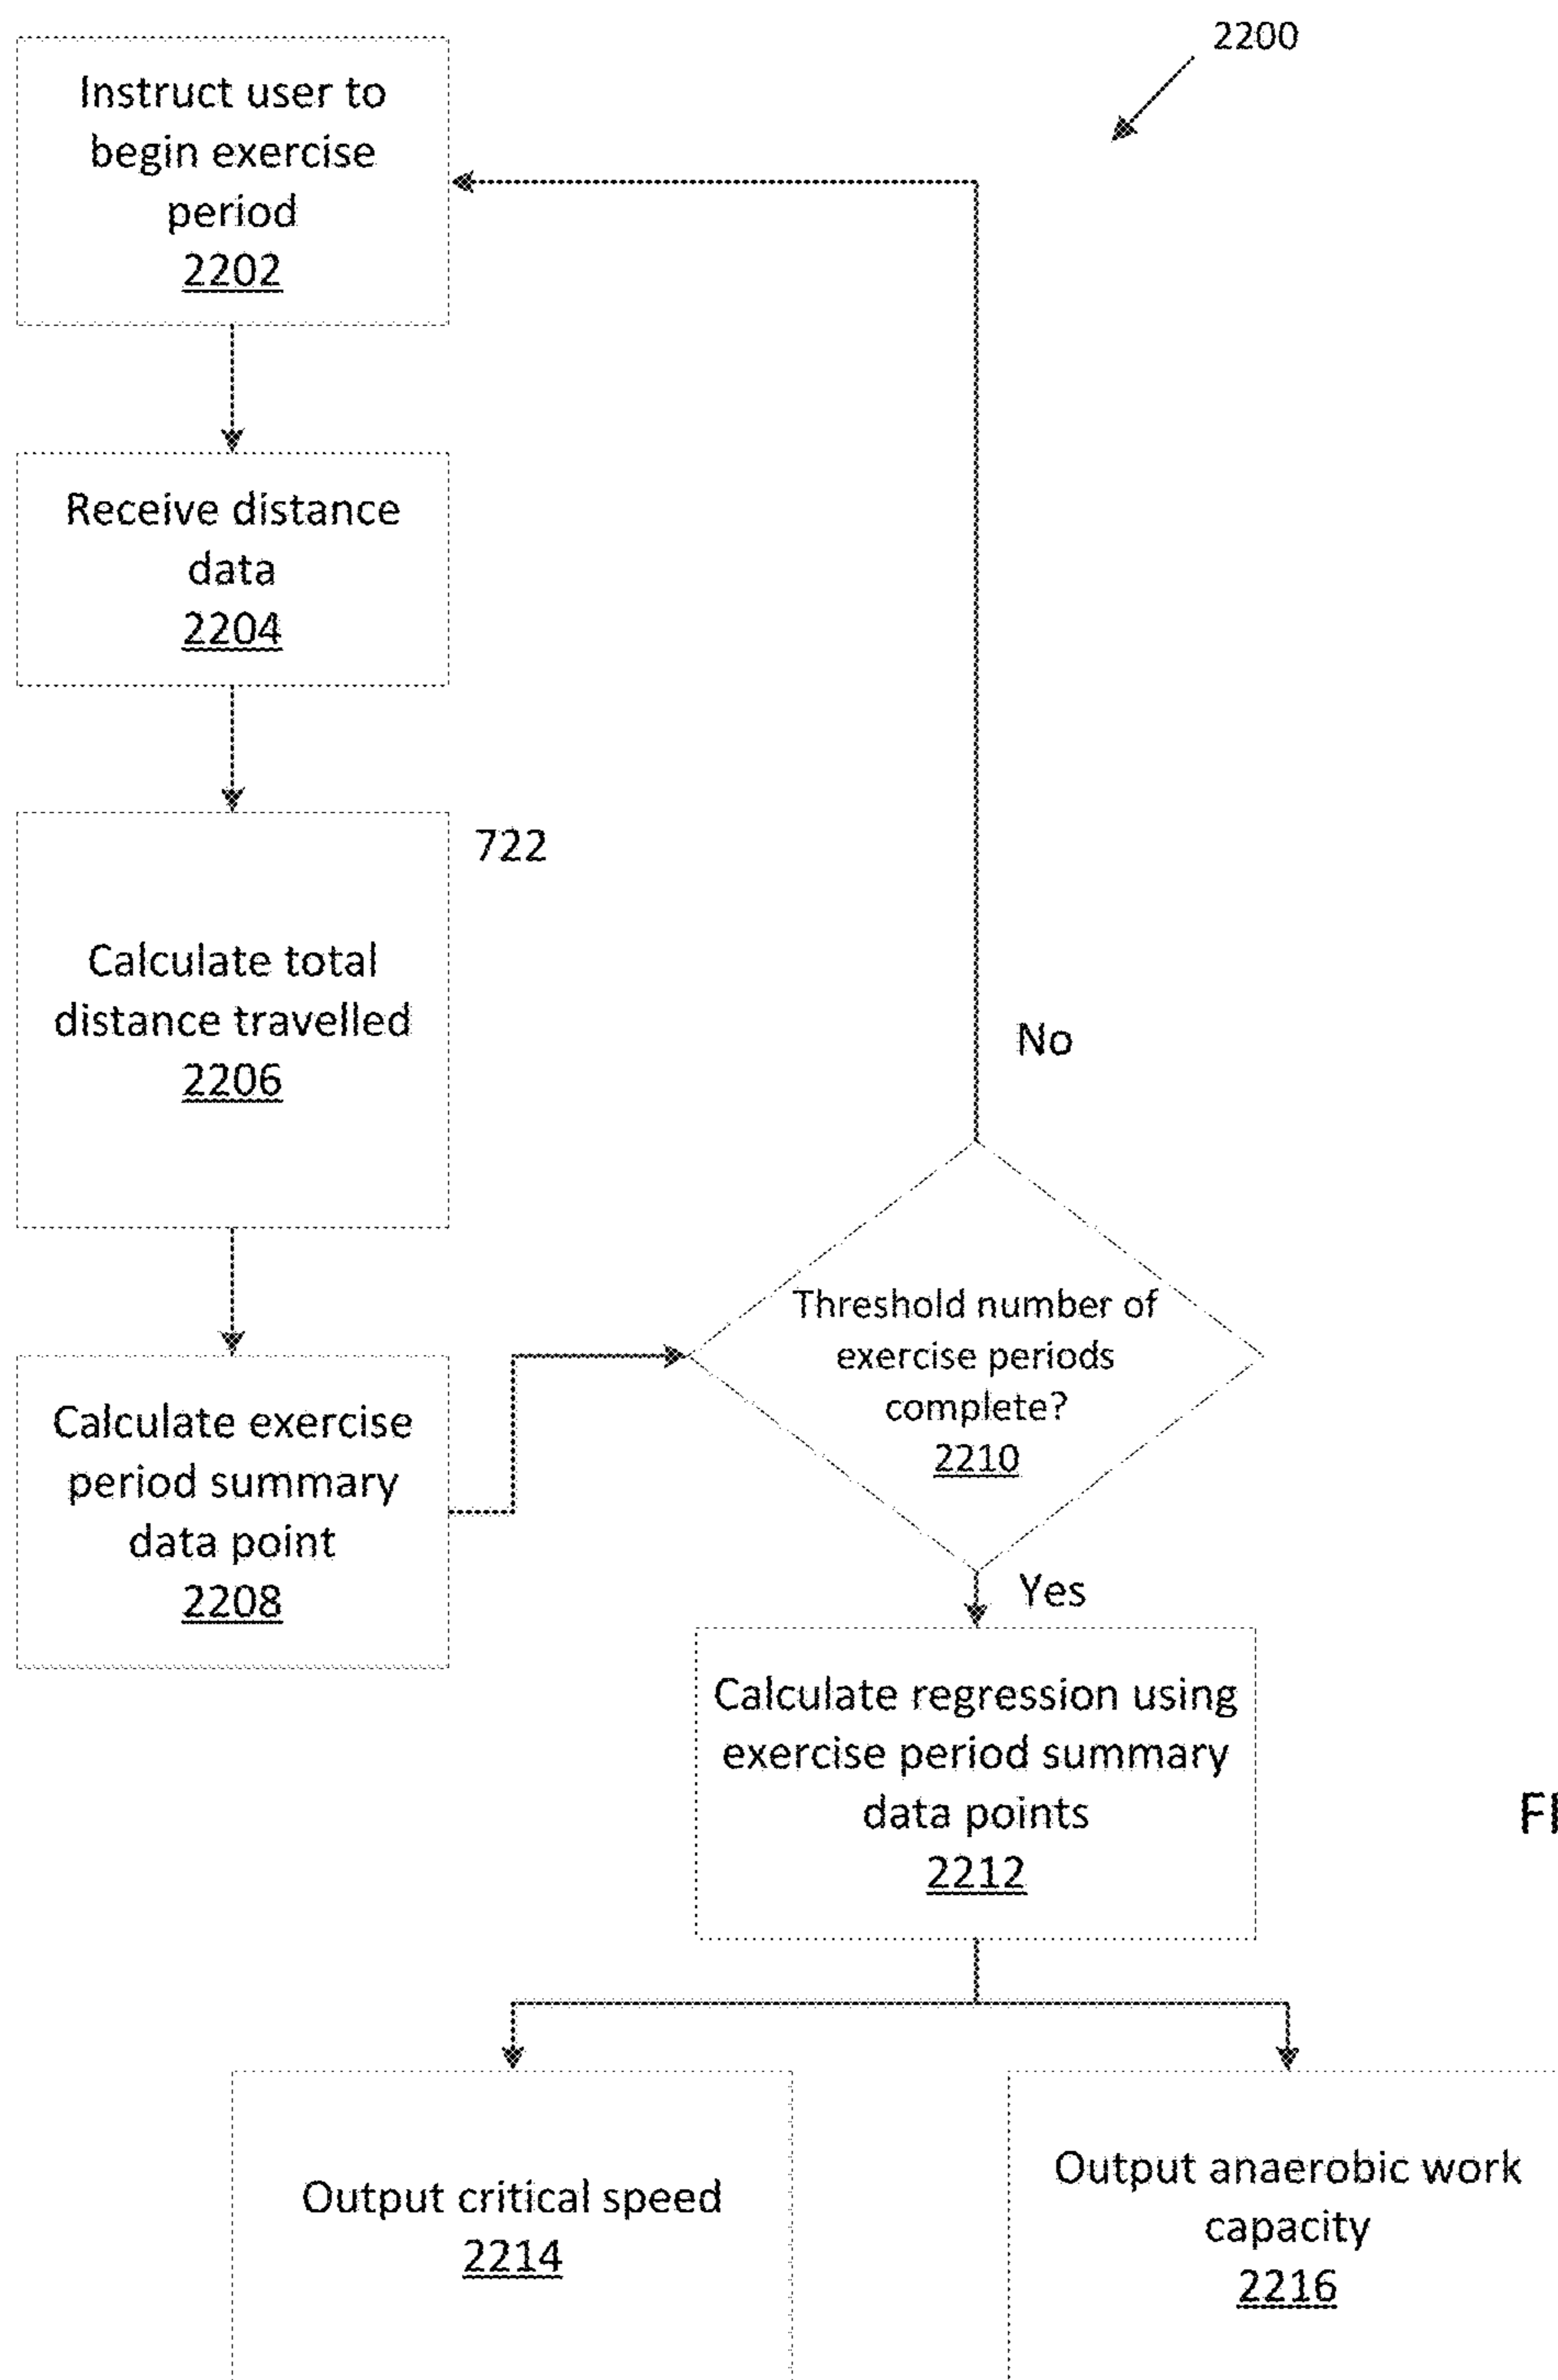 2200
Instruct user to
begin exercise
period
2202
Receive distance
data
2204
722
Calculate total
distance travelled
2206
No
Threshold number of
exercise periods
complete?
2210
Calculate exercise
period summary
data point
2208
Yes
Calculate regression using
exercise period summary
data points
2212
Output critical speed
2214
Output anaerobic work
capacity
2216